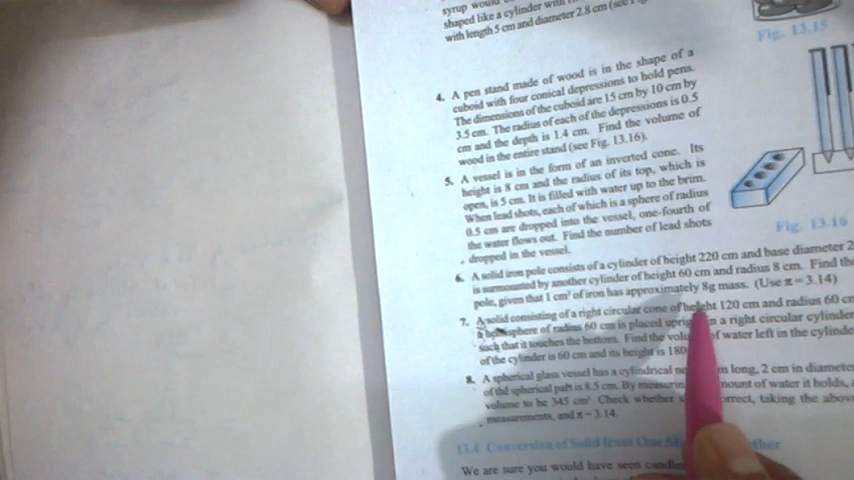 syrup would
shaped like a cylinder with
with length 5 cm and diameter 2.8 cm (see
Fig. 13.15
4. A pen stand made of wood is in the shape of a
cuboid with four conical depressions to hold pens.
The dimensions of the cuboid are 15 cm by 10 cm by
3.5 cm. The radius of each of the depressions is 0.5
cm and the depth is 1.4 cm. Find the volume of
wood in the entire stand (see Fig. 13.16).
5. A vessel is in the form of an inverted cone. Its
height is 8 cm and the radius of its top, which is
open, is 5 cm. It is filled with water up to the brim.
When lead shots, each of which is a sphere of radius
0.5 cm are dropped into the vessel, one-fourth of
the water flows out. Find the number of lead shots
dropped in the vessel.
Fig. 13.16
6. A solid iron pole consists of a cylinder of height 220 cm and base diameter 2
is surmounted by another cylinder of height 60 cm and radius 8 cm. Find the
pole, given that 1 cm³ of iron has approximately 8g mass. (Use π = 3.14)
7. A solid consisting of a right circular cone of height 120 cm and radius 60 cm
a hemisphere of radius 60 cm is placed upright in a right circular cylinder
such that it touches the bottom. Find the volume of water left in the cylinder
of the cylinder is 60 cm and its height is 180
8. A spherical glass vessel has a cylindrical long, 2 cm in diameter
of the spherical part is 8.5 cm. By measuring amount of water it holds,
volume to be 345 cm³. Check whether correct, taking the above
measurements, and π = 3.14.
13.4 Conversion of Solid from One
We are sure you would have seen candles